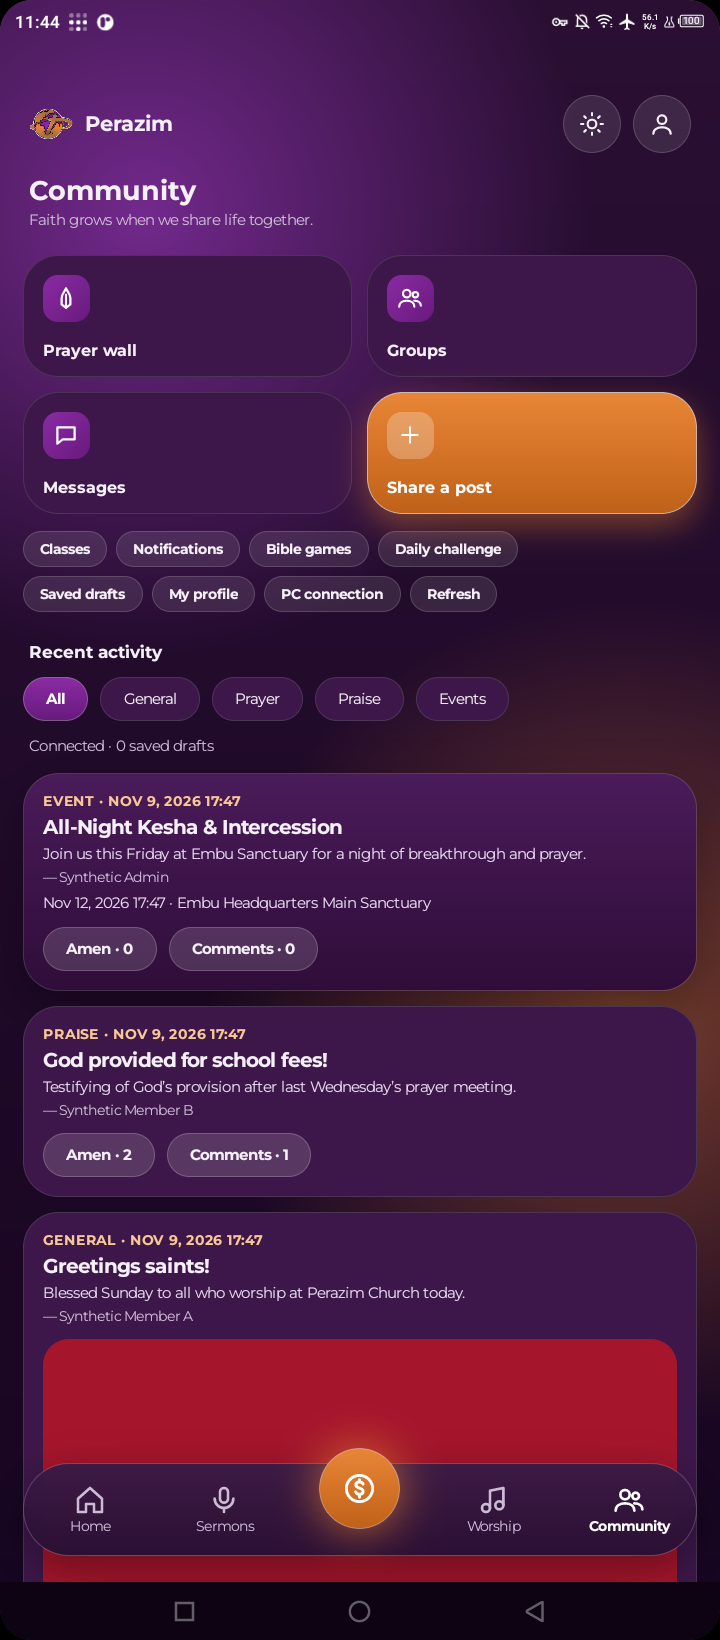 11:44
56.1
K/s
100
Perazim
Community
Faith grows when we share life together.
Prayer wall
Groups
Messages
Share a post
Classes
Notifications
Bible games
Daily challenge
Saved drafts
My profile
PC connection
Refresh
Recent activity
All
General
Prayer
Praise
Events
Connected · 0 saved drafts
EVENT · NOV 9, 2026 17:47
All-Night Kesha & Intercession
Join us this Friday at Embu Sanctuary for a night of breakthrough and prayer.
— Synthetic Admin
Nov 12, 2026 17:47 · Embu Headquarters Main Sanctuary
Amen · 0
Comments · 0
PRAISE · NOV 9, 2026 17:47
God provided for school fees!
Testifying of God’s provision after last Wednesday’s prayer meeting.
— Synthetic Member B
Amen · 2
Comments · 1
GENERAL · NOV 9, 2026 17:47
Greetings saints!
Blessed Sunday to all who worship at Perazim Church today.
— Synthetic Member A
Home
Sermons
Worship
Community